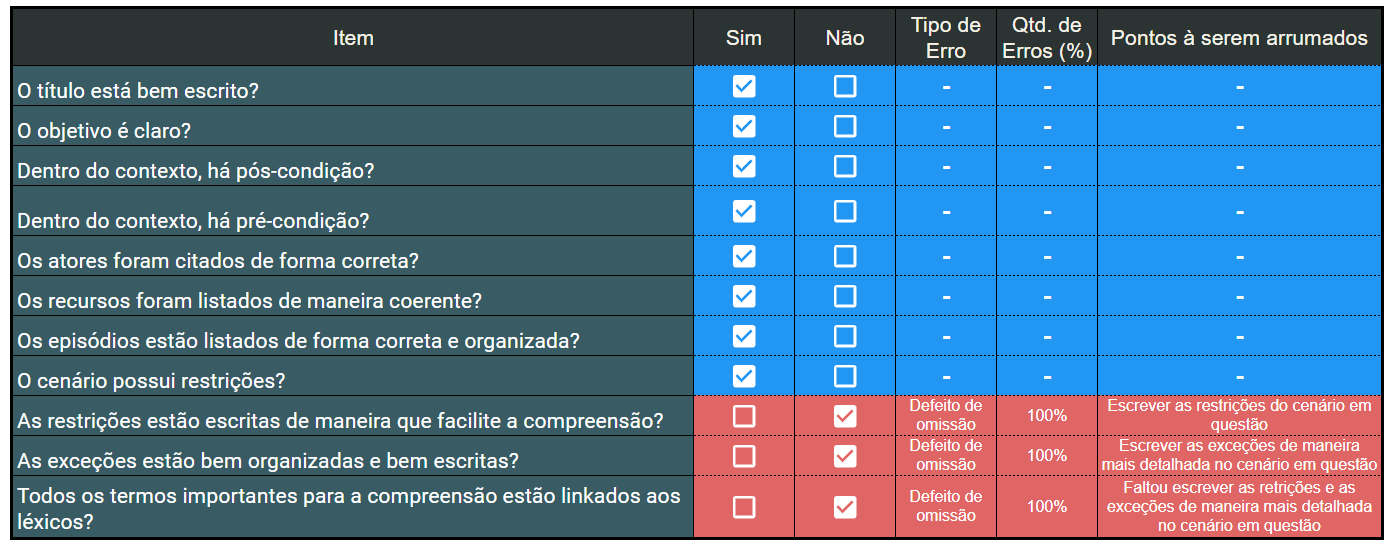 Item Sim Não Tipo de Erro Qtd. de Erros (%) Pontos à serem arrumados
O título está bem escrito? - - -
O objetivo é claro? - - -
Dentro do contexto, há pós-condição? - - -
Dentro do contexto, há pré-condição? - - -
Os atores foram citados de forma correta? - - -
Os recursos foram listados de maneira coerente? - - -
Os episódios estão listados de forma correta e organizada? - - -
O cenário possui restrições? - - -
As restrições estão escritas de maneira que facilite a compreensão? Defeito de omissão 100% Escrever as restrições do cenário em questão
As exceções estão bem organizadas e bem escritas? Defeito de omissão 100% Escrever as exceções de maneira mais detalhada no cenário em questão
Todos os termos importantes para a compreensão estão linkados aos léxicos? Defeito de omissão 100% Faltou escrever as retrições e as exceções de maneira mais detalhada no cenário em questão